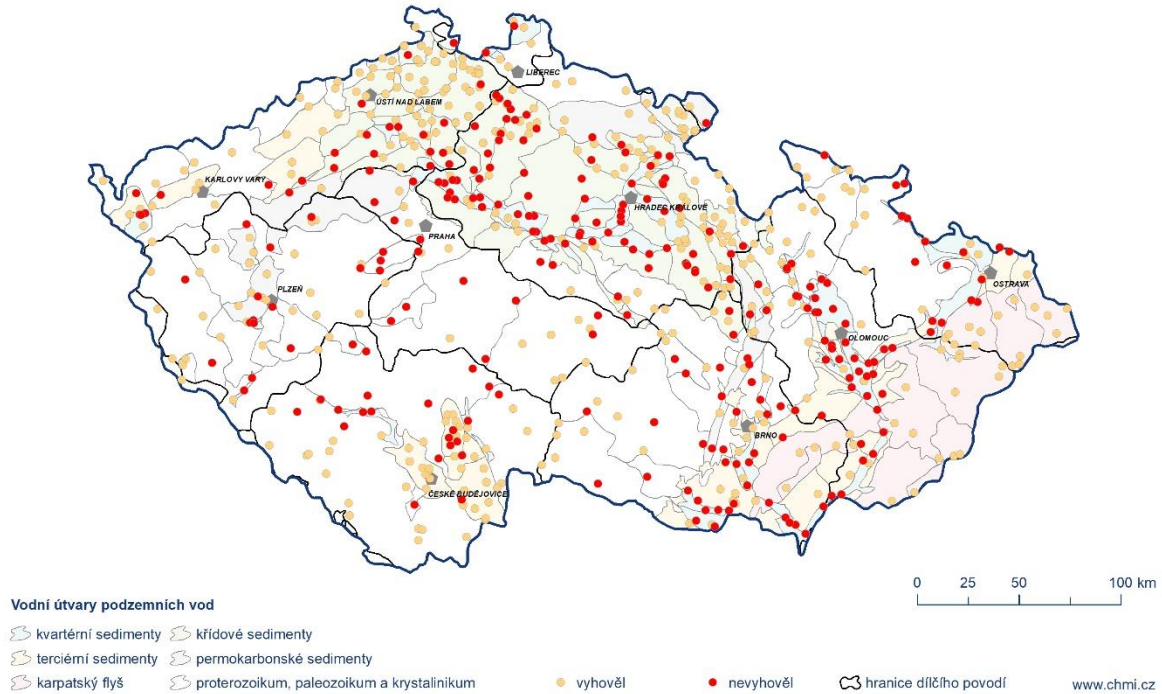 LIBEREC
ÚSTÍ NAD LABEM
KARLOVY VARY
HRADEC KRÁLOVÉ
PRAHA
PLZEŇ
OSTRAVA
OLOMOUC
BRNO
ČESKÉ BUDĚJOVICE
0 25 50 100 km
Vodní útvary podzemních vod
kvartérní sedimenty křídové sedimenty
terciérní sedimenty permokarbonské sedimenty
karpatský flyš proterozoikum, paleozoikum a krystalinikum vyhověl nevyhověl hranice dílčího povodí www.chmi.cz